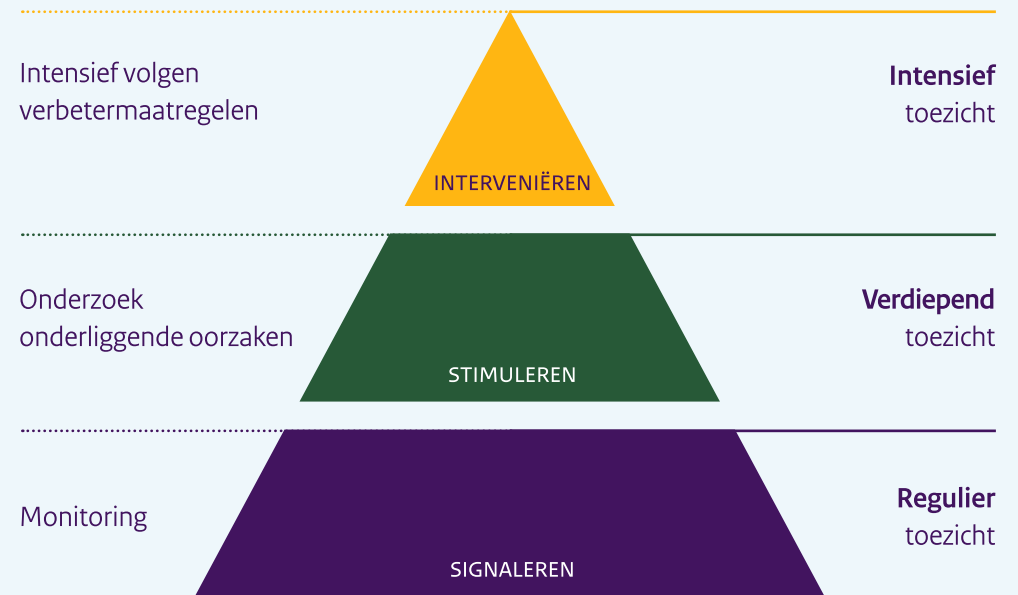 Intensief volgen
verbetermaatregelen
INTERVENIËREN
Intensief
toezicht
Onderzoek
onderliggende oorzaken
STIMULEREN
Verdiepend
toezicht
Monitoring
SIGNALEREN
Regulier
toezicht